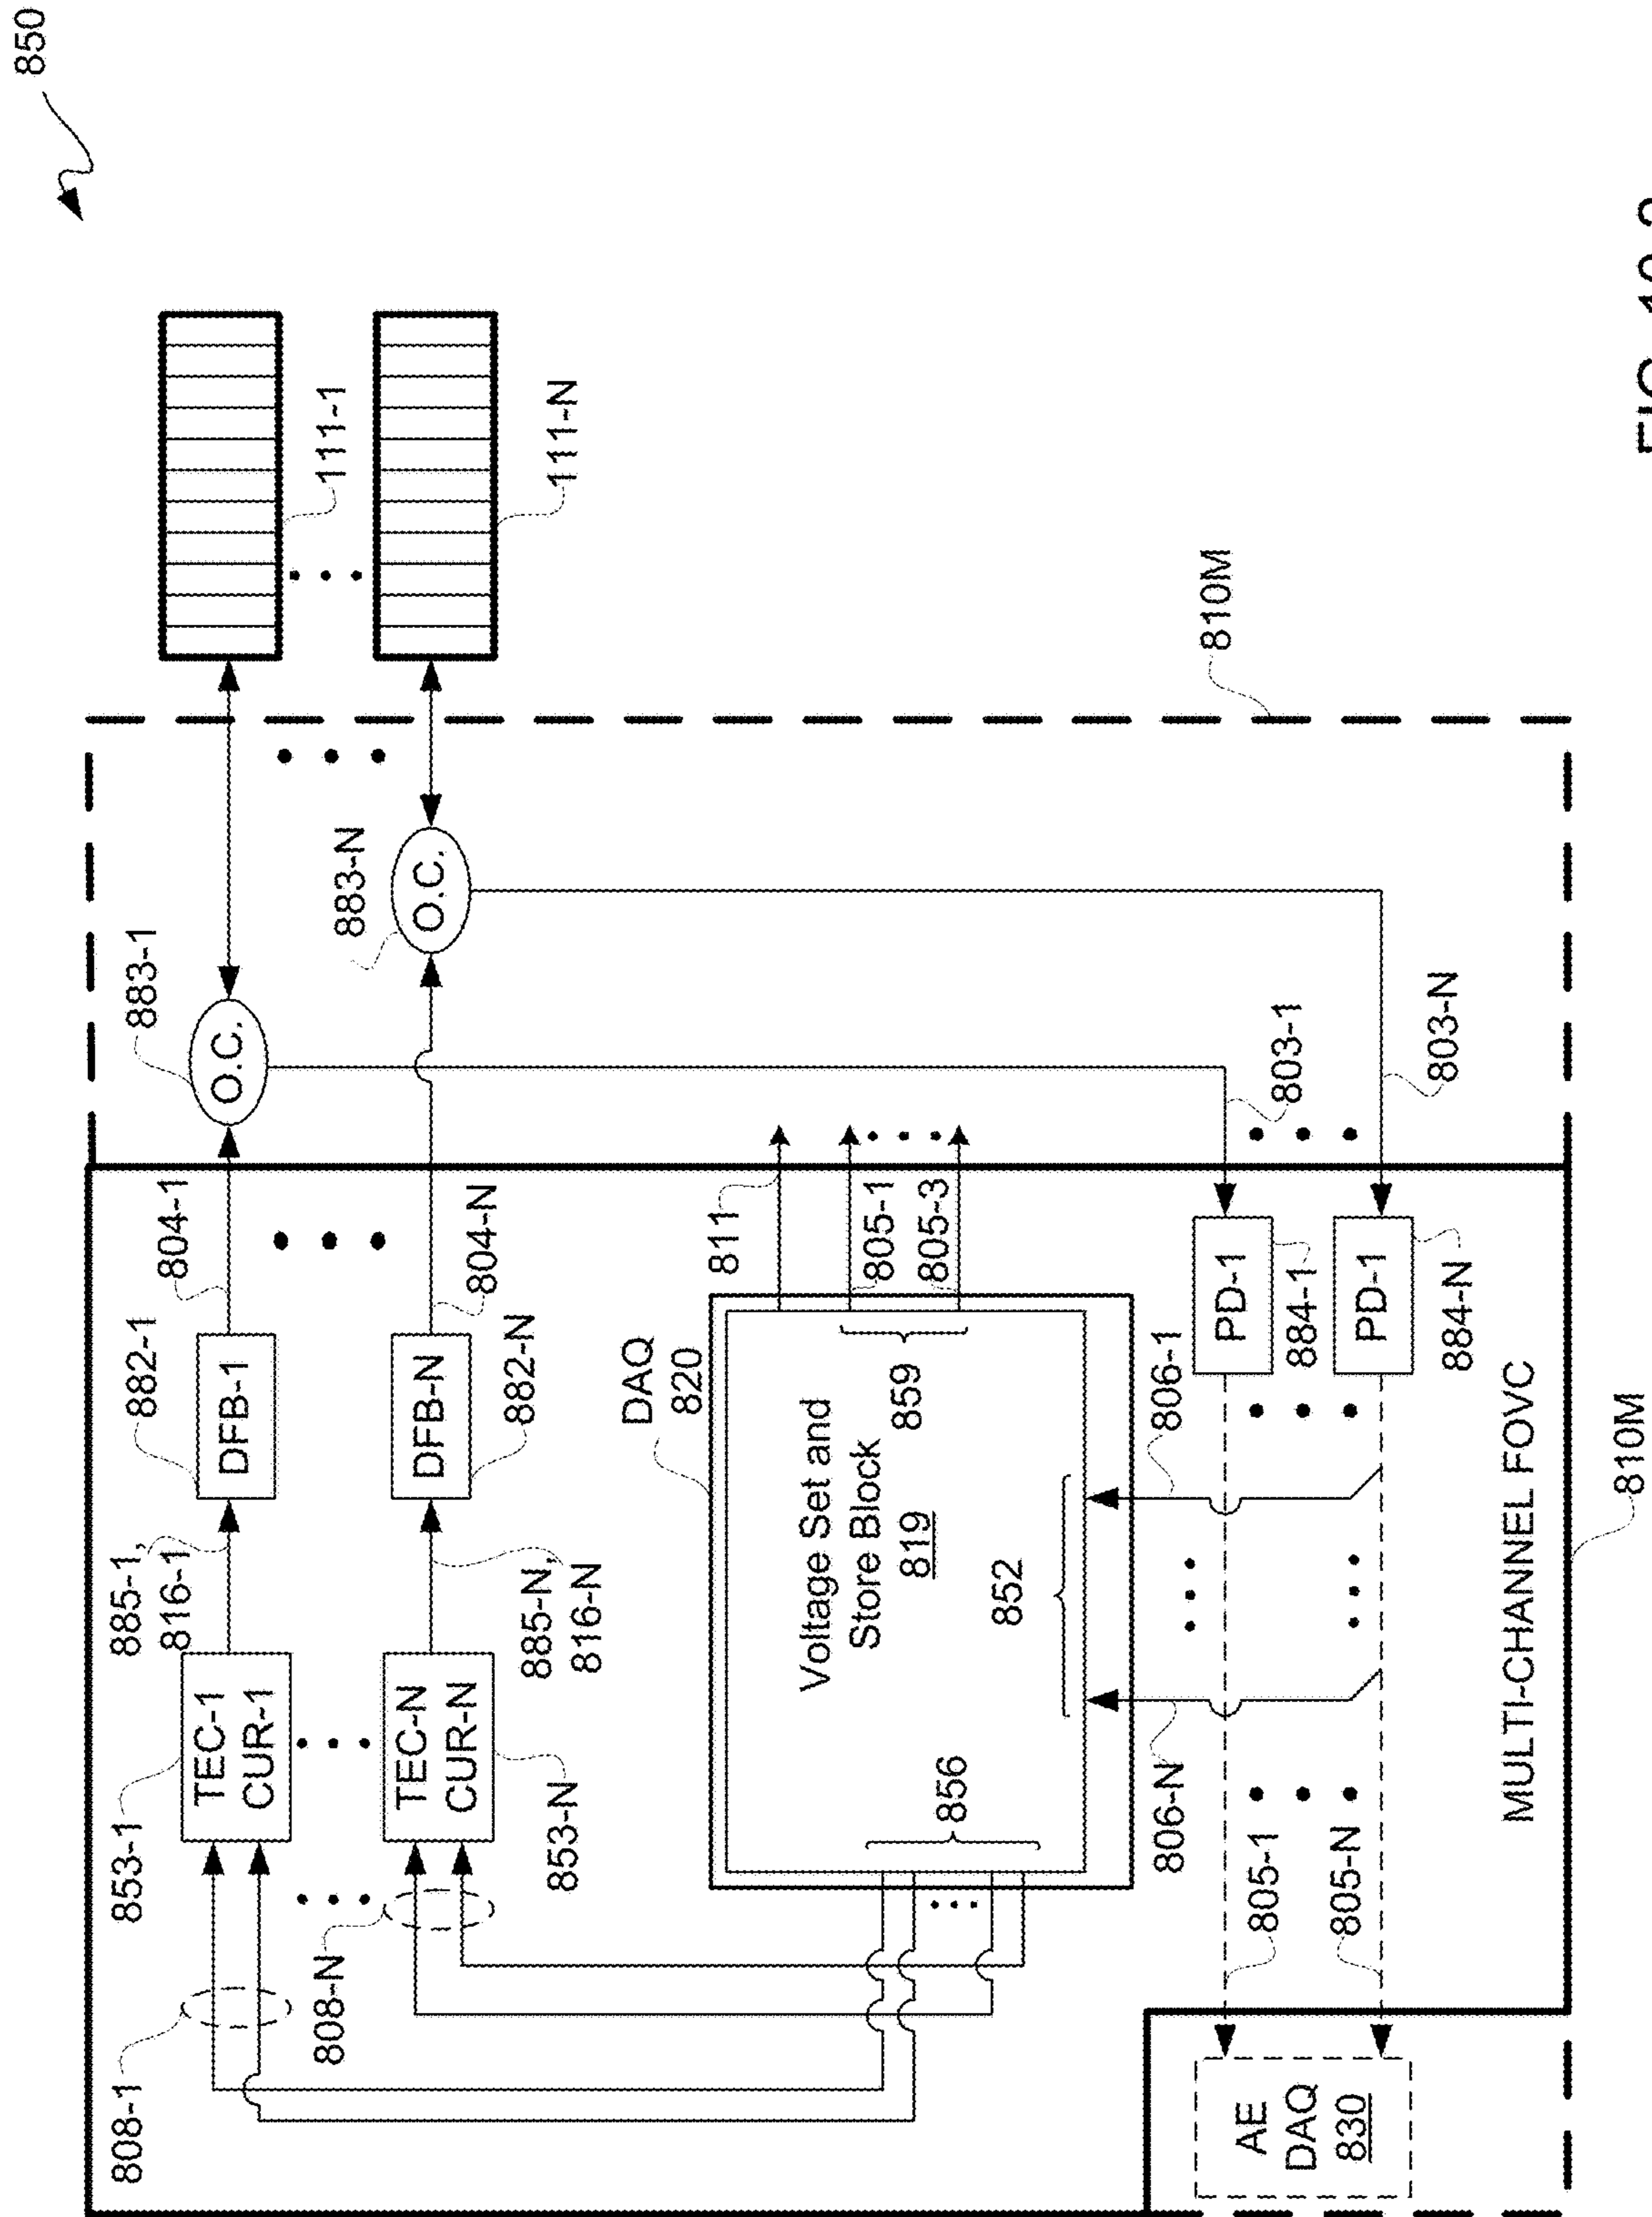 850
808-1
853-1
885-1,
816-1
882-1
804-1
883-1
TEC-1
CUR-1
DFB-1
O.C.
111-1
808-N
883-N
TEC-N
CUR-N
DFB-N
804-N
O.C.
853-N
885-N,
816-N
882-N
111-N
DAQ
820
811
Voltage Set and
Store Block
819
805-1
805-3
859
856
852
806-N
806-1
810M
AE
DAQ
830
805-1
805-N
PD-1
884-1
803-1
PD-1
884-N
803-N
MULTI-CHANNEL FOVC
810M
FIG.